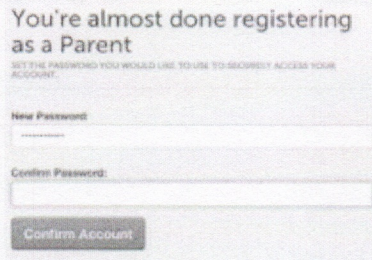 You're almost done registering
as a Parent
SET THE PASSWORD YOU WOULD LIKE TO USE TO SECURELY ACCESS YOUR
ACCOUNT.
New Password:
Confirm Password:
Confirm Account